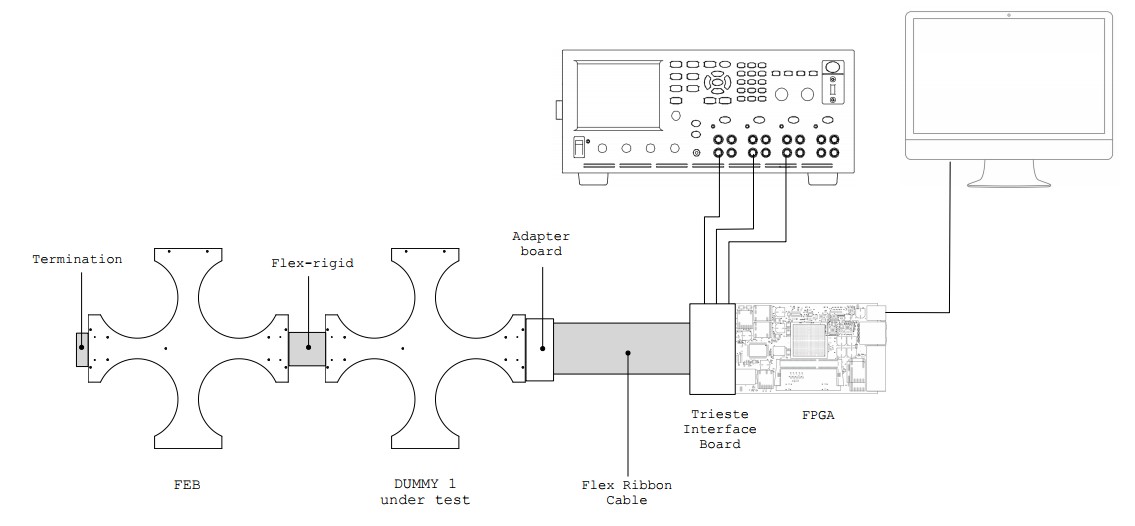 Termination
Flex-rigid
Adapter
board
Trieste
Interface
Board
FPGA
FEB
DUMMY 1
under test
Flex Ribbon
Cable